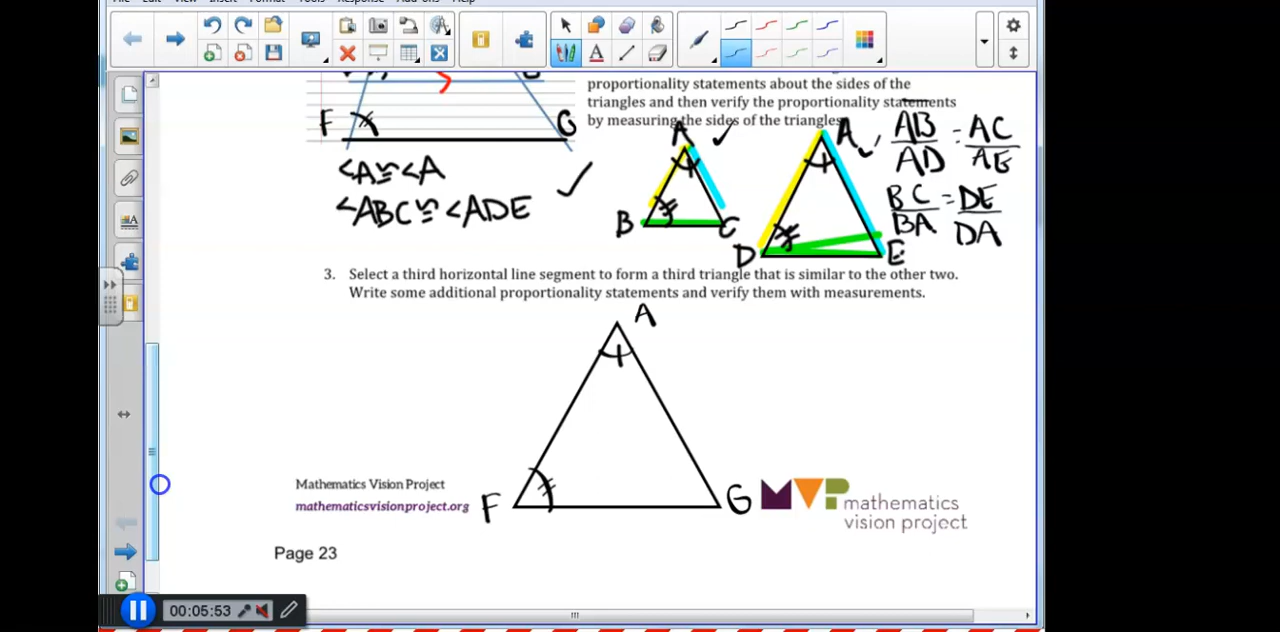 proportionality statements about the sides of the
triangles and then verify the proportionality statements
by measuring the sides of the triangles.
F G
<A≅<A
<ABC≅<ADE
A
B C
A
D E
AB = AC
AD AE
BC = DE
BA DA
3. Select a third horizontal line segment to form a third triangle that is similar to the other two.
Write some additional proportionality statements and verify them with measurements.
A
F G
Mathematics Vision Project
mathematicsvisionproject.org
MVP mathematics
vision project
Page 23
00:05:53